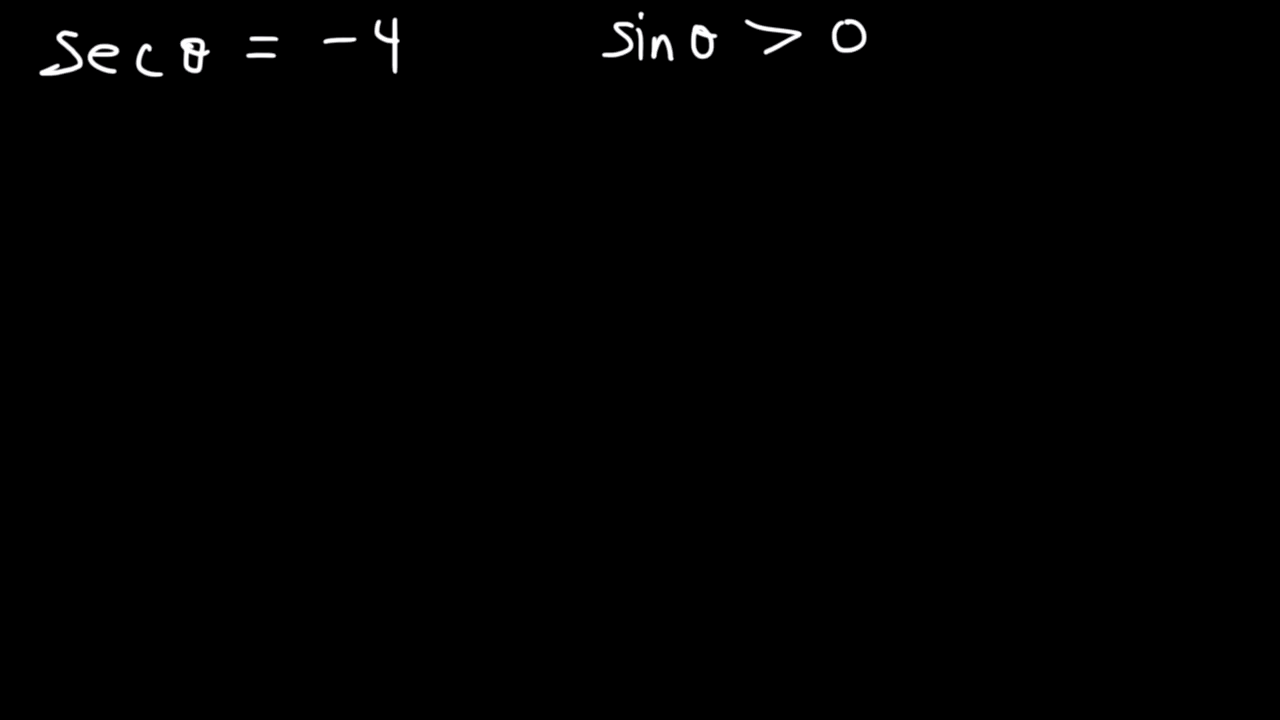 sec θ = -4 sin θ > 0